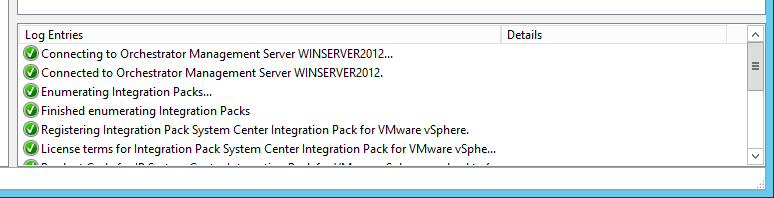 Log Entries Details
Connecting to Orchestrator Management Server WINSERVER2012...
Connected to Orchestrator Management Server WINSERVER2012.
Enumerating Integration Packs...
Finished enumerating Integration Packs
Registering Integration Pack System Center Integration Pack for VMware vSphere.
License terms for Integration Pack System Center Integration Pack for VMware vSphe...